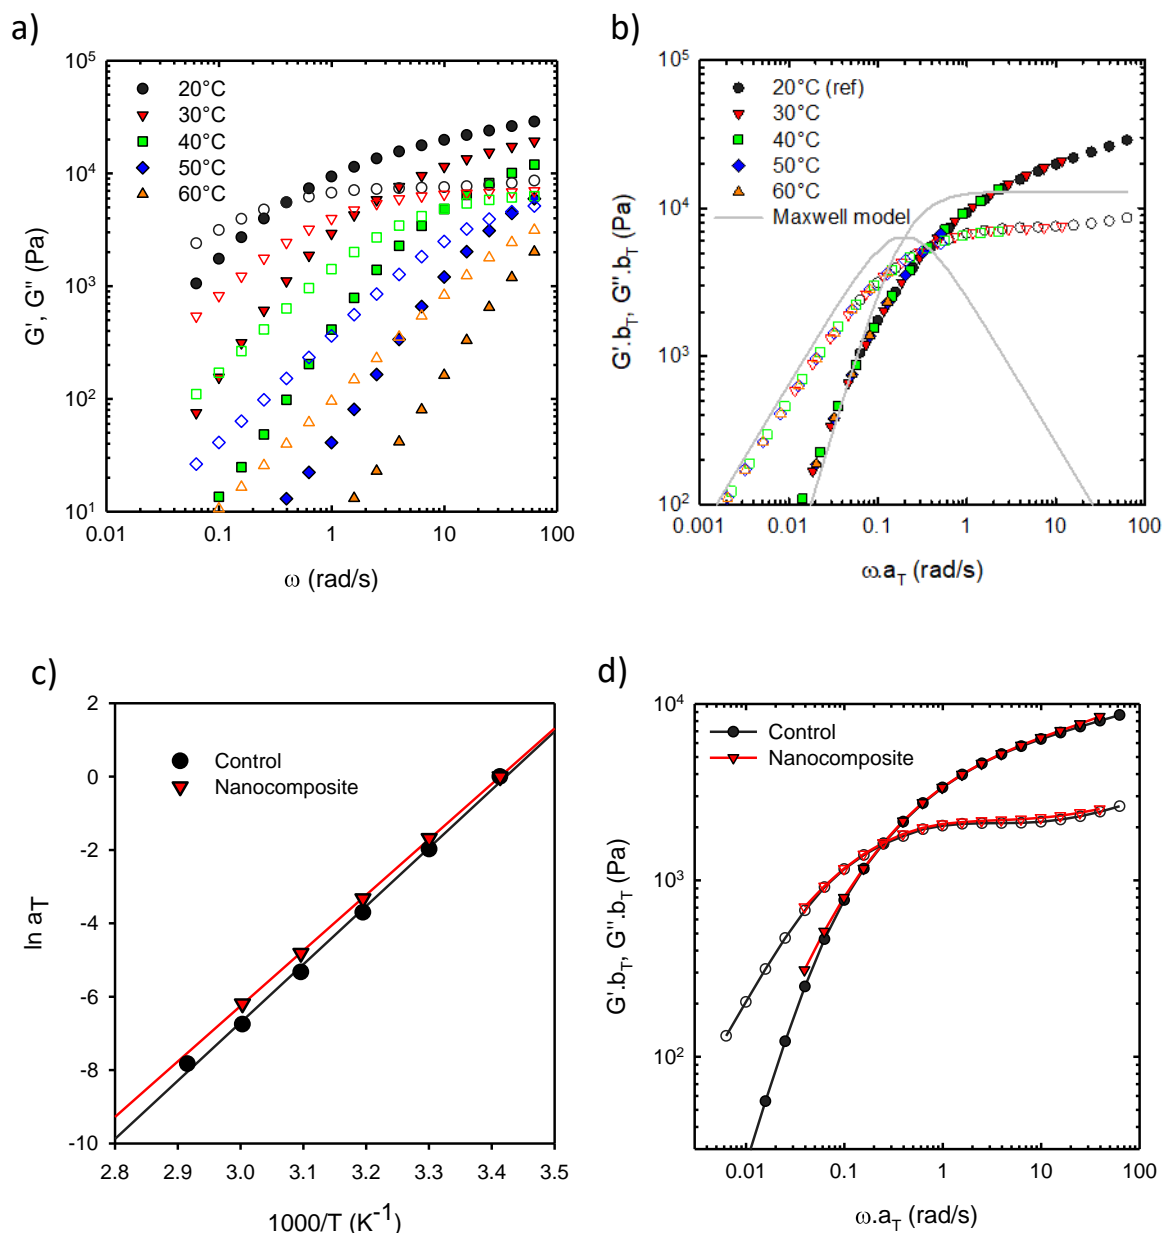 a)
10^5
10^4
10^3
10^2
10^1
G', G" (Pa)
20°C
30°C
40°C
50°C
60°C
0.01 0.1 1 10 100
ω (rad/s)
b)
10^5
10^4
10^3
10^2
G'.b_T, G".b_T (Pa)
20°C (ref)
30°C
40°C
50°C
60°C
Maxwell model
0.001 0.01 0.1 1 10 100
ω.a_T (rad/s)
c)
2
0
-2
-4
-6
-8
-10
ln a_T
Control
Nanocomposite
2.8 2.9 3.0 3.1 3.2 3.3 3.4 3.5
1000/T (K^-1)
d)
10^4
10^3
10^2
G'.b_T, G".b_T (Pa)
Control
Nanocomposite
0.01 0.1 1 10 100
ω.a_T (rad/s)